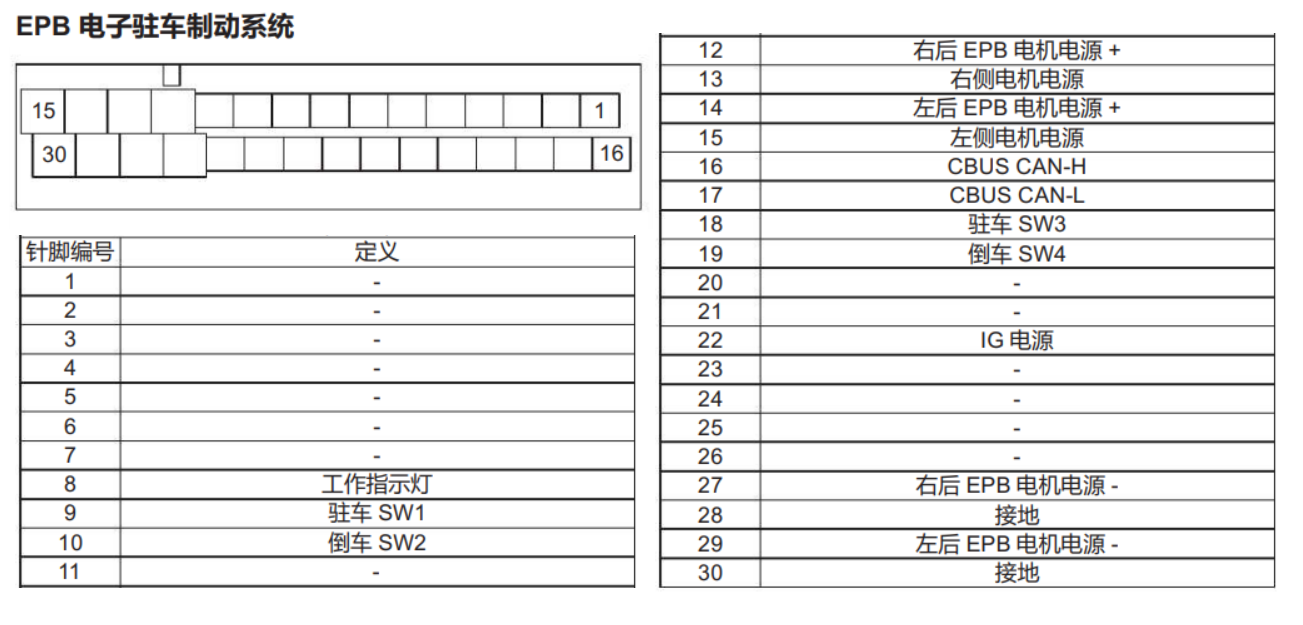 EPB 电子驻车制动系统
15 1
30 16
针脚编号 定义
1 -
2 -
3 -
4 -
5 -
6 -
7 -
8 工作指示灯
9 驻车 SW1
10 倒车 SW2
11 -
12 右后 EPB 电机电源 +
13 右侧电机电源
14 左后 EPB 电机电源 +
15 左侧电机电源
16 CBUS CAN-H
17 CBUS CAN-L
18 驻车 SW3
19 倒车 SW4
20 -
21 -
22 IG 电源
23 -
24 -
25 -
26 -
27 右后 EPB 电机电源 -
28 接地
29 左后 EPB 电机电源 -
30 接地